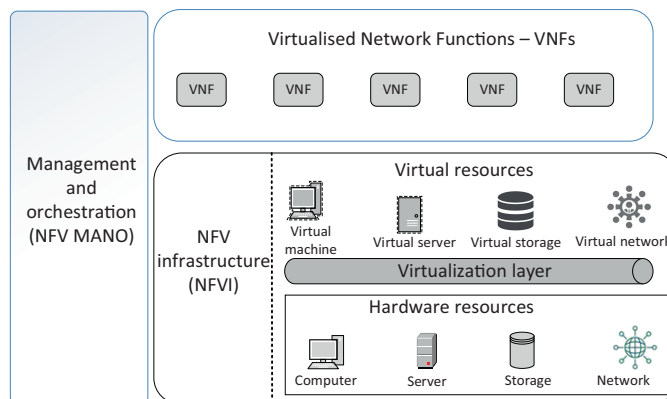 Virtualised Network Functions – VNFs
VNF VNF VNF VNF VNF
Management
and
orchestration
(NFV MANO)
NFV
infrastructure
(NFVI)
Virtual resources
Virtual
machine
Virtual server
Virtual storage
Virtual network
Virtualization layer
Hardware resources
Computer
Server
Storage
Network